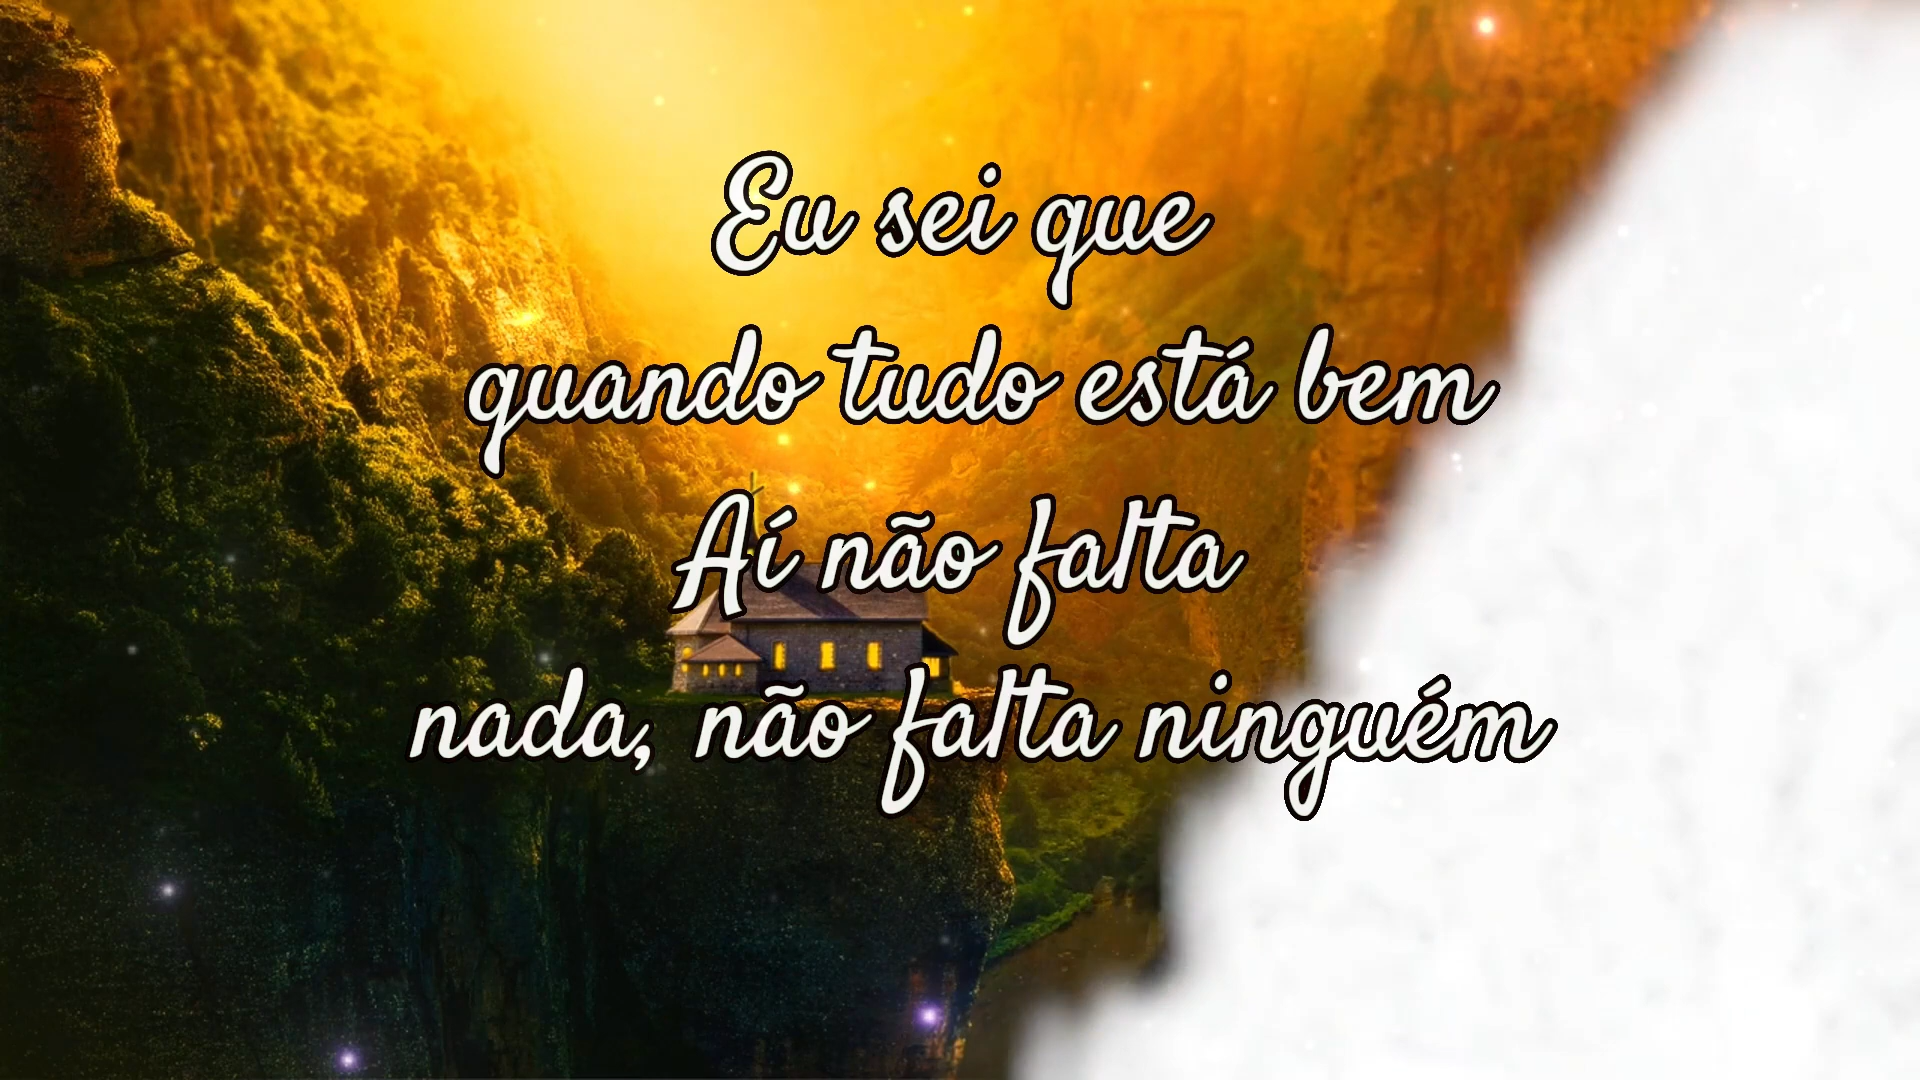 Eu sei que
quando tudo está bem
Aí não falta
nada, não falta ninguém